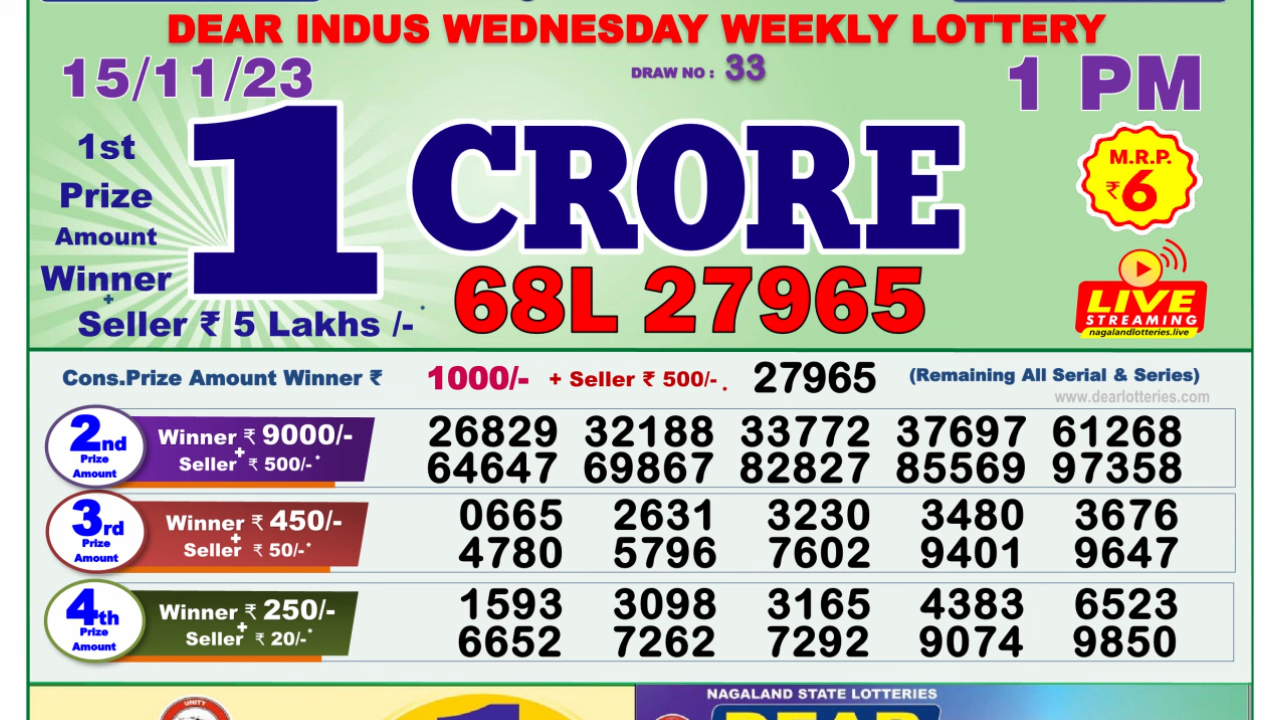 DEAR INDUS WEDNESDAY WEEKLY LOTTERY
15/11/23
DRAW NO : 33
1 PM
1st
Prize
Amount
Winner
+
Seller ₹ 5 Lakhs /- *
1 CRORE
68L 27965
M.R.P.
₹6
LIVE
STREAMING
nagalandlotteries.live
Cons.Prize Amount Winner ₹ 1000/- + Seller ₹ 500/- . 27965 (Remaining All Serial & Series)
www.dearlotteries.com
2nd
Prize
Amount
Winner ₹ 9000/-
+
Seller ₹ 500/- *
26829 32188 33772 37697 61268
64647 69867 82827 85569 97358
3rd
Prize
Amount
Winner ₹ 450/-
+
Seller ₹ 50/- *
0665 2631 3230 3480 3676
4780 5796 7602 9401 9647
4th
Prize
Amount
Winner ₹ 250/-
+
Seller ₹ 20/- *
1593 3098 3165 4383 6523
6652 7262 7292 9074 9850
UNITY
1
NAGALAND STATE LOTTERIES
DEAR